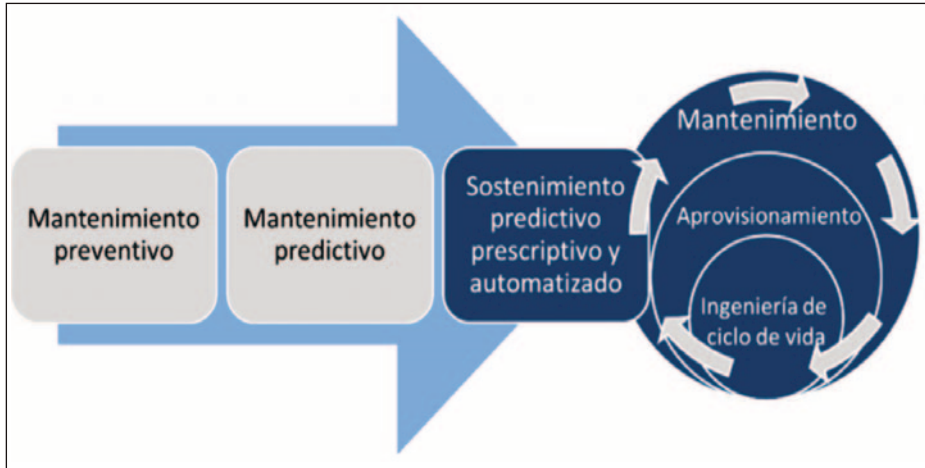 Mantenimiento
preventivo
Mantenimiento
predictivo
Sostenimiento
predictivo
prescriptivo y
automatizado
Mantenimiento
Aprovisionamiento
Ingeniería de
ciclo de vida